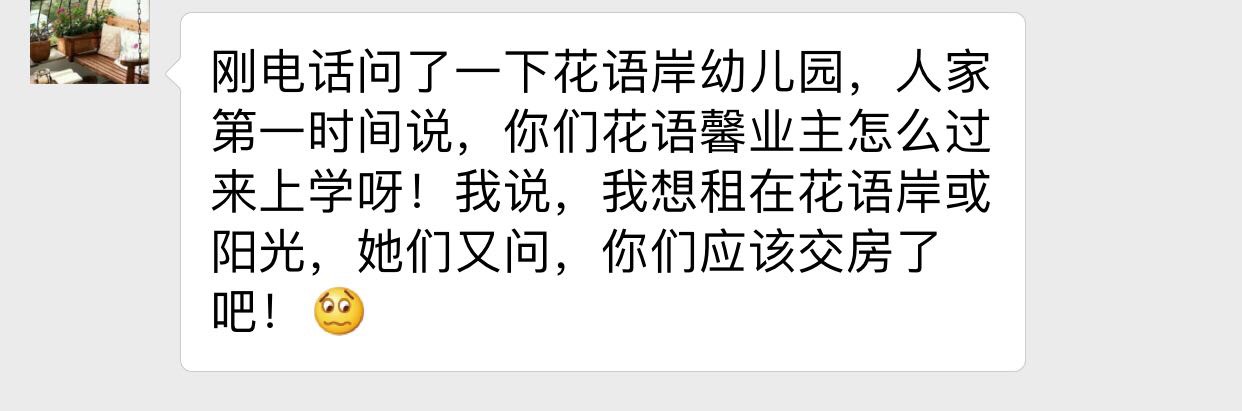 刚电话问了一下花语岸幼儿园，人家
第一时间说，你们花语馨业主怎么过
来上学呀！我说，我想租在花语岸或
阳光，她们又问，你们应该交房了
吧！😟